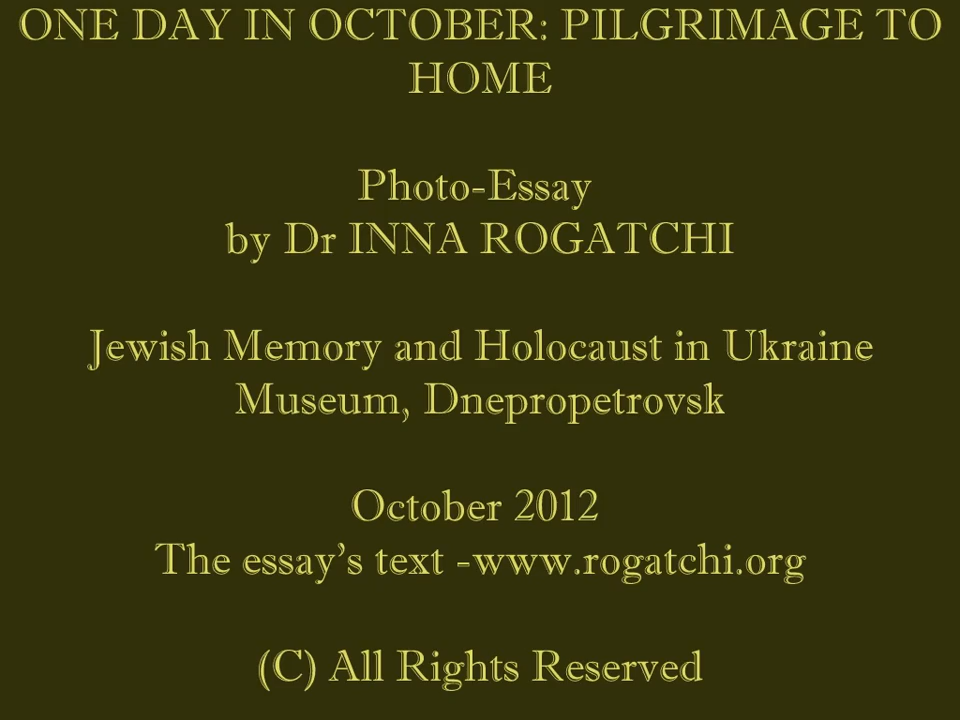 ONE DAY IN OCTOBER: PILGRIMAGE TO
HOME
Photo-Essay
by Dr INNA ROGATCHI
Jewish Memory and Holocaust in Ukraine
Museum, Dnepropetrovsk
October 2012
The essay’s text -www.rogatchi.org
(C) All Rights Reserved